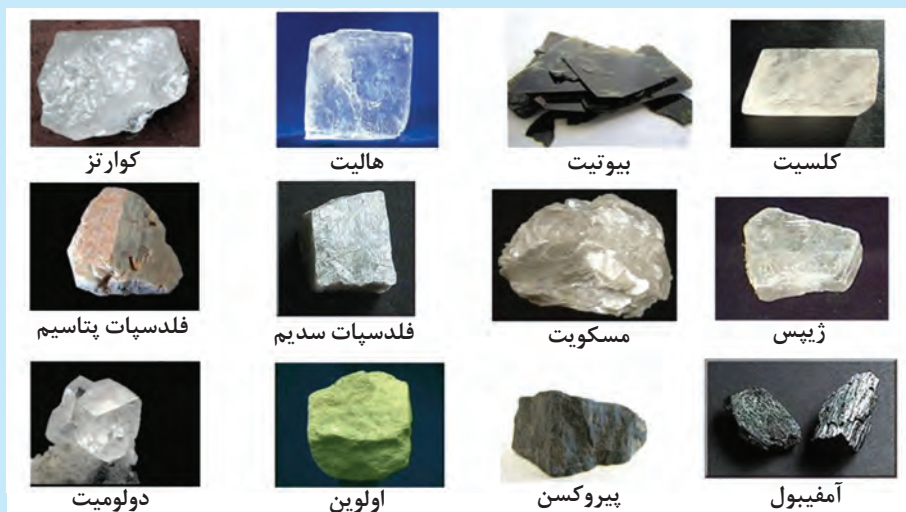 کلسیت
بیوتیت
هالیت
کوارتز
ژیپس
مسکویت
فلدسپات سدیم
فلدسپات پتاسیم
آمفیبول
پیروکسن
اولوین
دولومیت